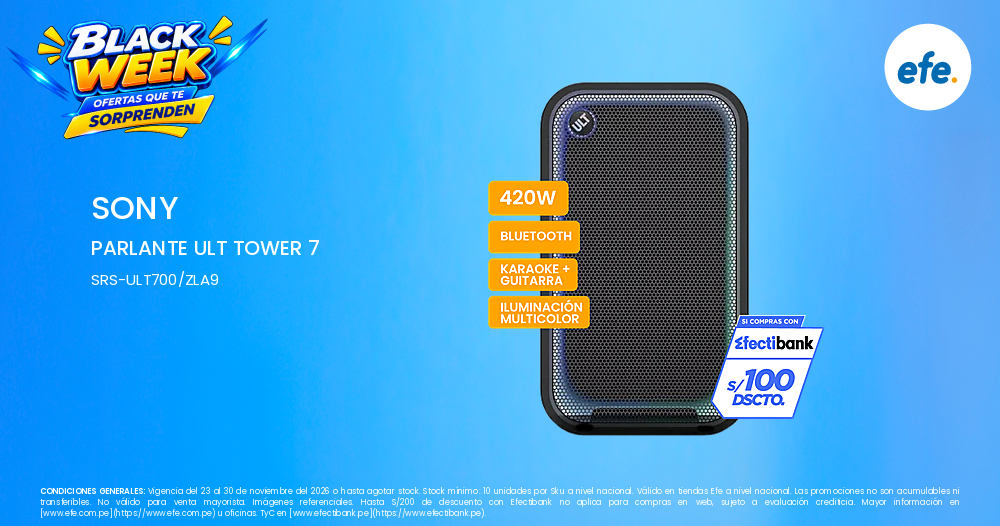 BLACK
WEEK
OFERTAS QUE TE
SORPRENDEN
efe.
SONY
PARLANTE ULT TOWER 7
SRS-ULT700/ZLA9
ULT
420W
BLUETOOTH
KARAOKE +
GUITARRA
ILUMINACIÓN
MULTICOLOR
SI COMPRAS CON
Efectibank
S/100
DSCTO.
CONDICIONES GENERALES: Vigencia del 23 al 30 de noviembre del 2026 o hasta agotar stock. Stock mínimo: 10 unidades por Sku a nivel nacional. Válido en tiendas Efe a nivel nacional. Las promociones no son acumulables ni
transferibles. No válido para venta mayorista. Imágenes referenciales. Hasta S/200 de descuento con Efectibank no aplica para compras en web, sujeto a evaluación crediticia. Mayor información en
[www.efe.com.pe](https://www.efe.com.pe) u oficinas. TyC en [www.efectibank.pe](https://www.efectibank.pe).